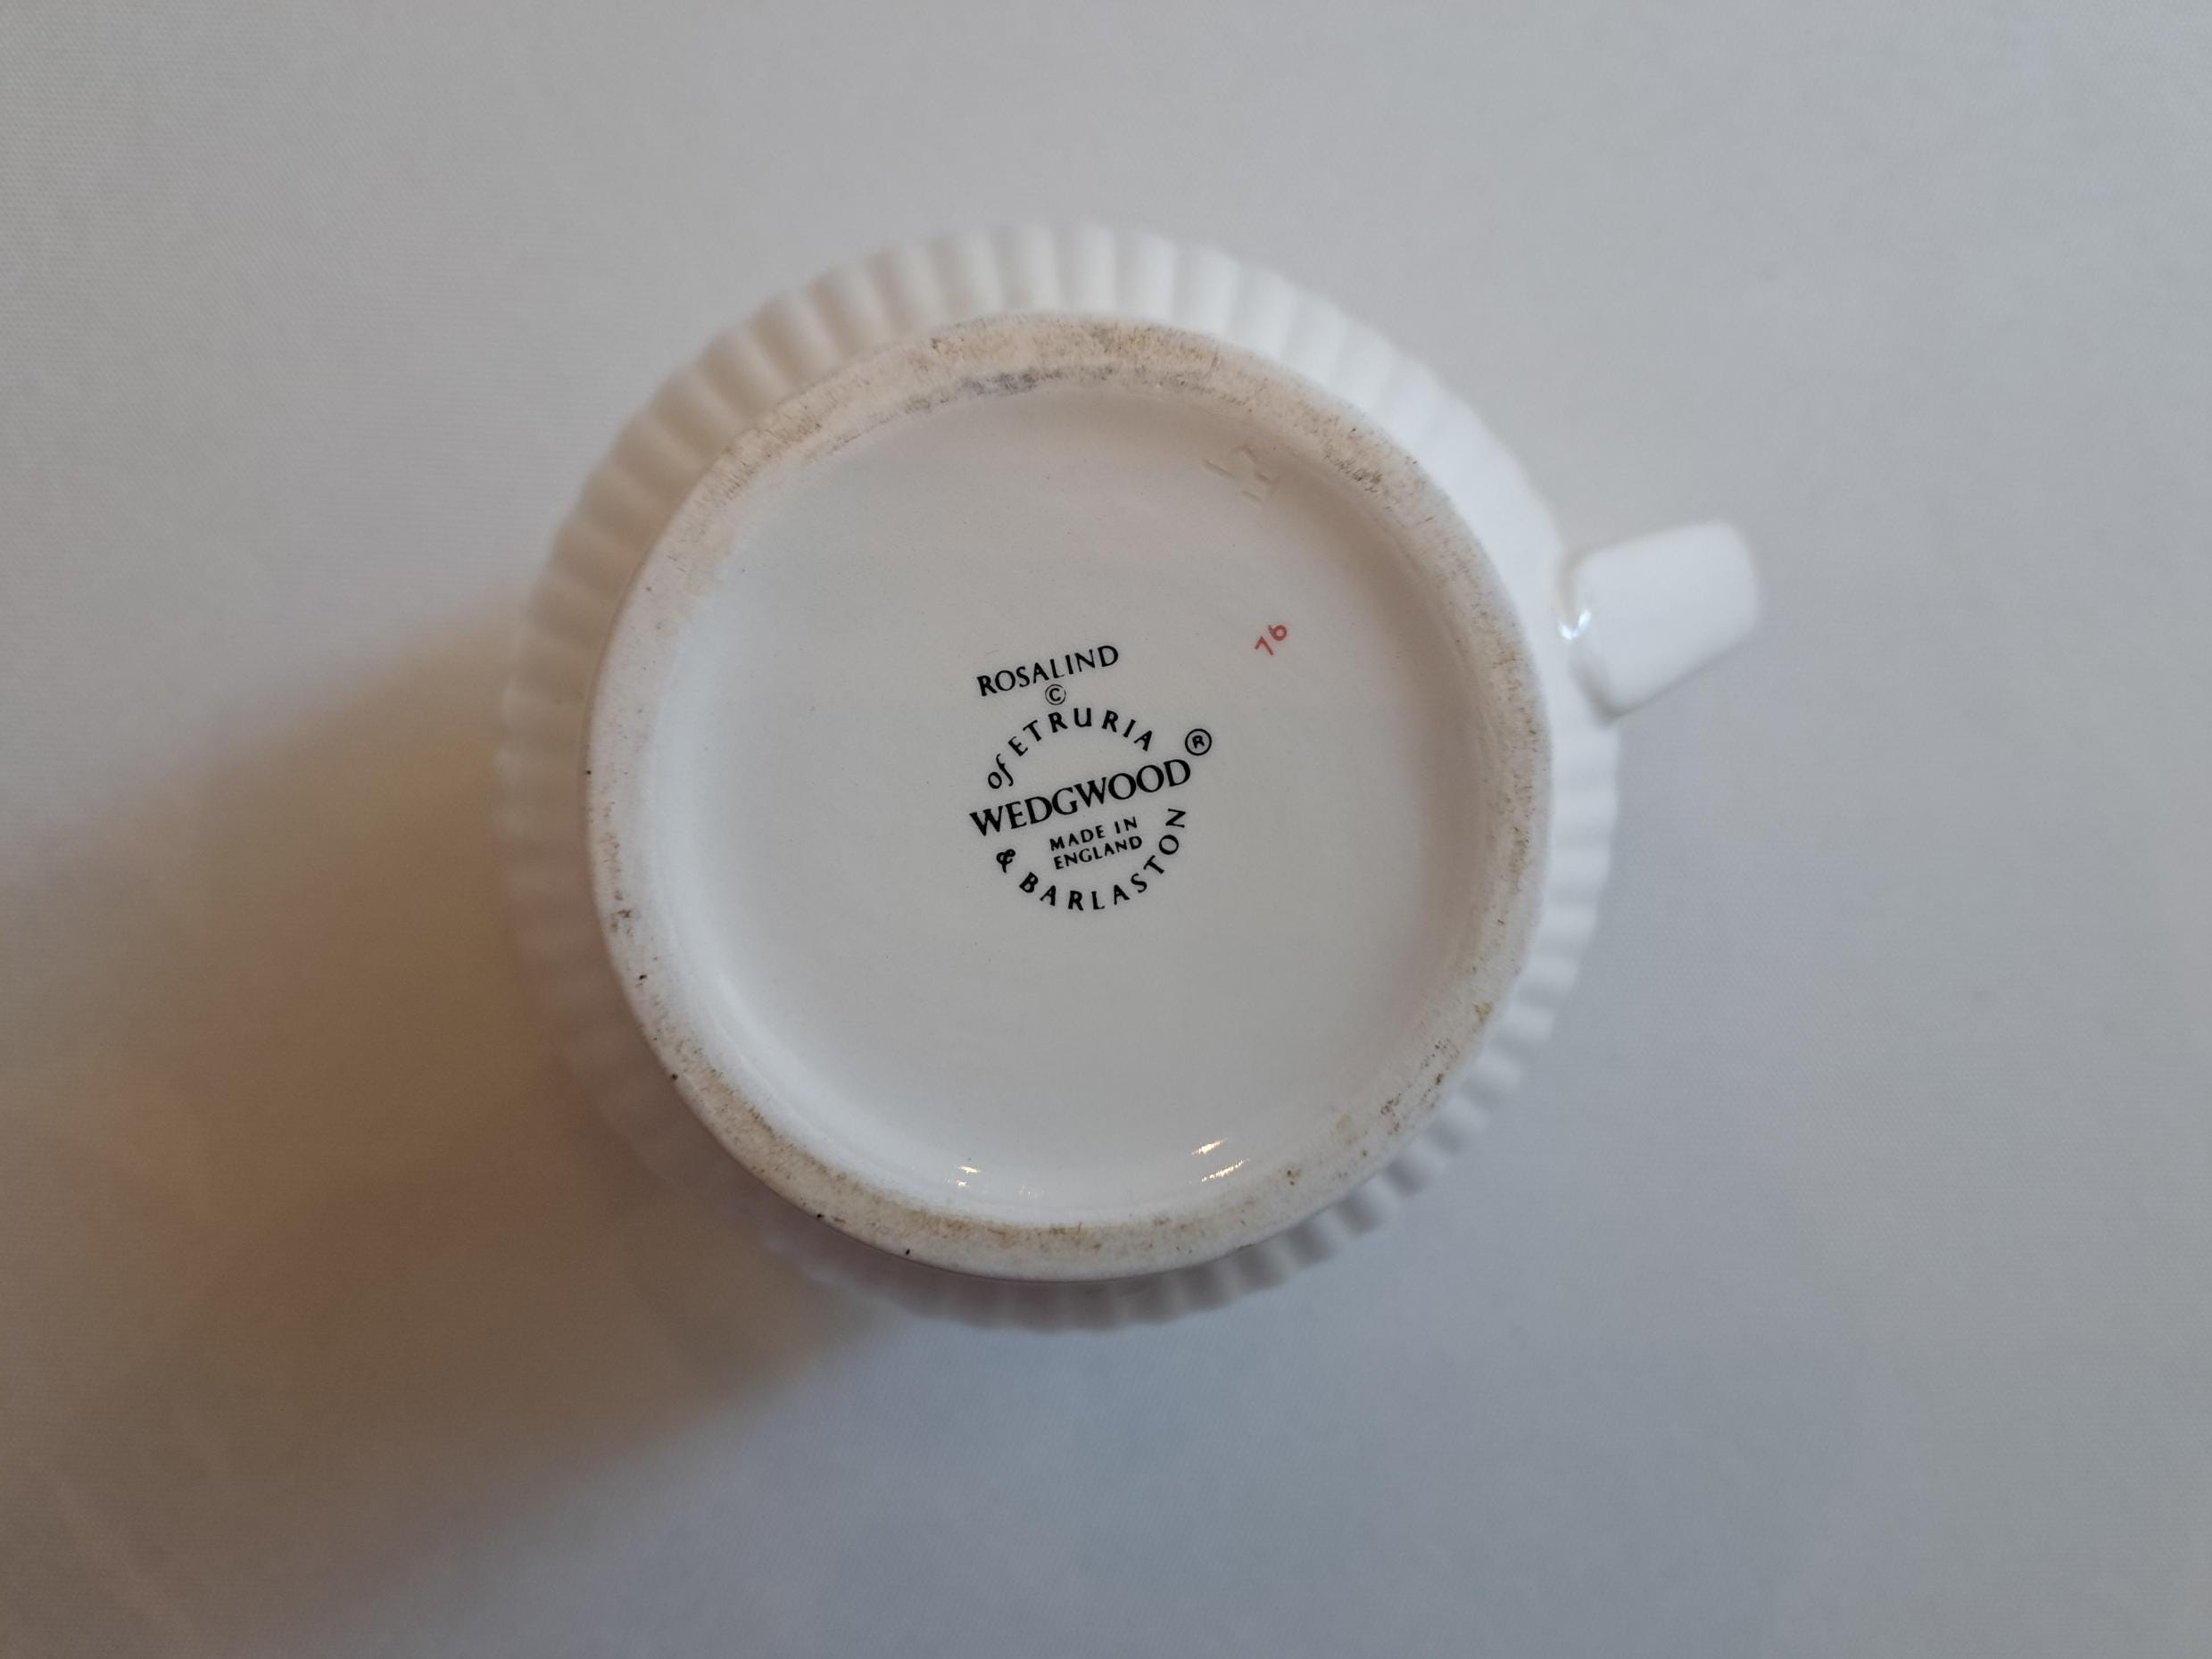 ROSALIND
©
of ETRURIA
WEDGWOOD ®
MADE IN
ENGLAND
& BARLASTON
76